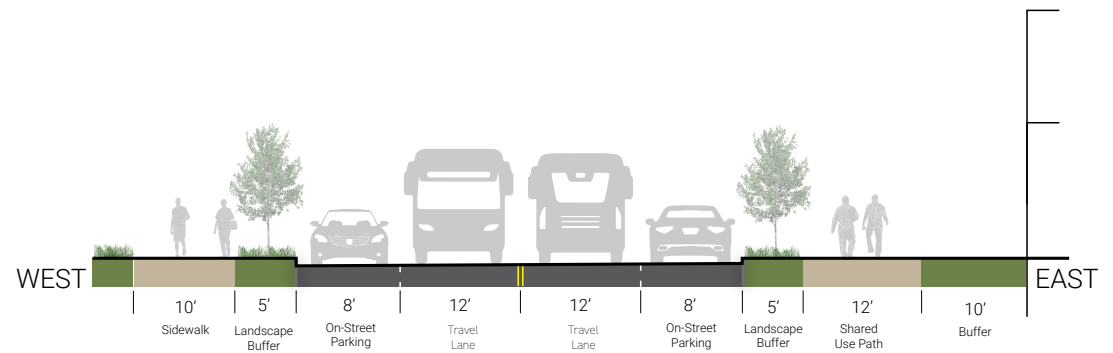 WEST
EAST
10’ 5’ 8’ 12’ 12’ 8’ 5’ 12’ 10’
Sidewalk Landscape On-Street Travel Travel On-Street Landscape Shared Buffer
Buffer Parking Lane Lane Parking Buffer Use Path